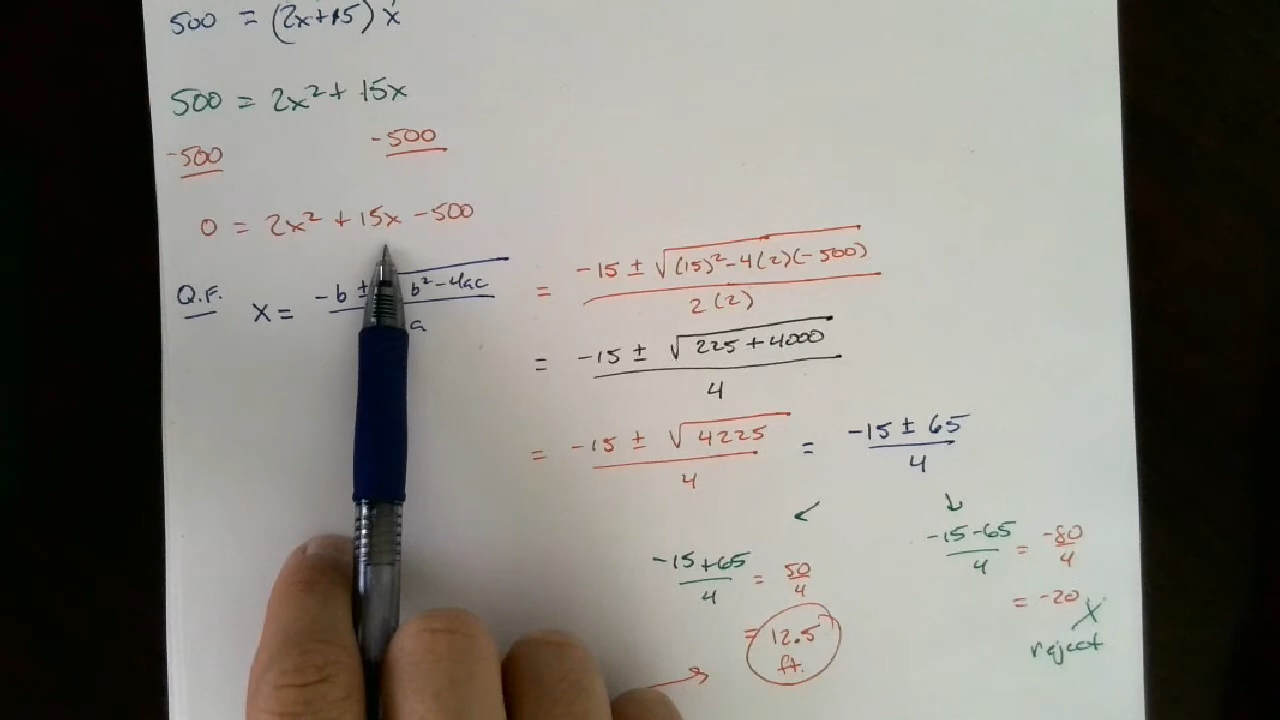 500 = (2x+15) x
500 = 2x² + 15x
-500 -500
0 = 2x² + 15x - 500
Q.F. x = -b ± b² - 4ac
a
= -15 ± √(15)² - 4(2)(-500)
2(2)
= -15 ± √225 + 4000
4
= -15 ± √4225
4
= -15 ± 65
4
-15+65
4
= 50
4
= 12.5
ft.
-15-65
4
= -80
4
= -20 X
reject